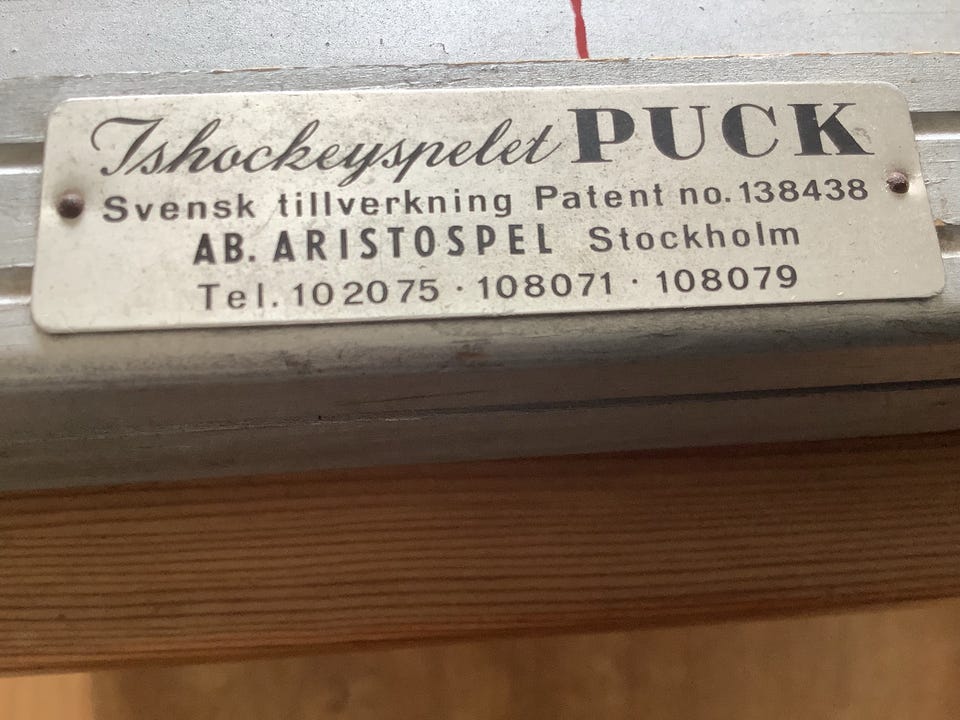 Ishockeyspelet PUCK
Svensk tillverkning Patent no. 138438
AB. ARISTOSPEL Stockholm
Tel. 102075 · 108071 · 108079